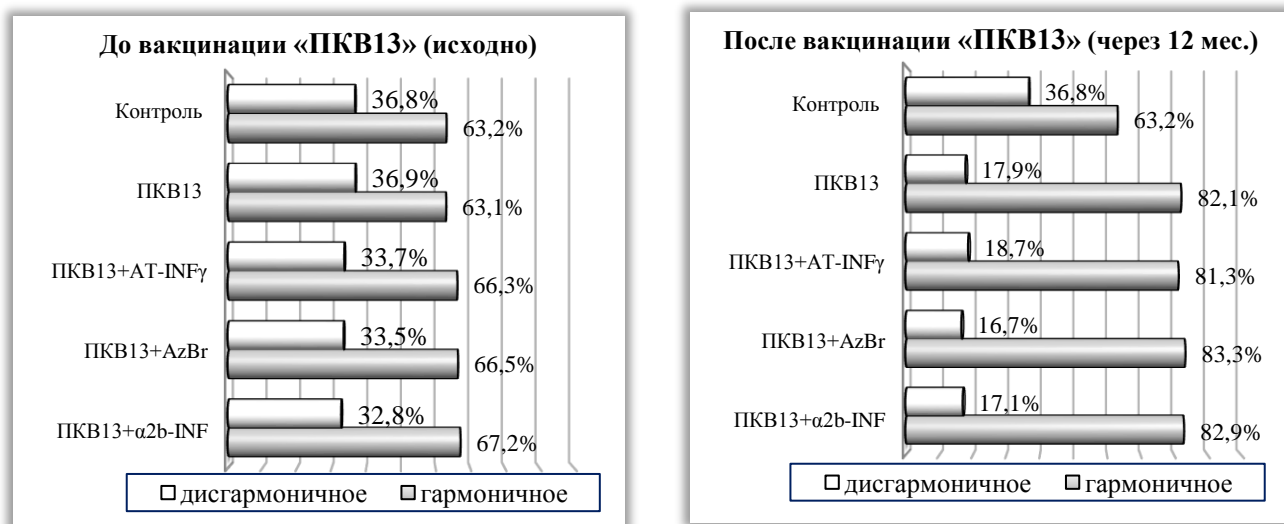 До вакцинации «ПКВ13» (исходно)
Контроль
36,8%
63,2%
ПКВ13
36,9%
63,1%
ПКВ13+АТ-INFγ
33,7%
66,3%
ПКВ13+AzBr
33,5%
66,5%
ПКВ13+α2b-INF
32,8%
67,2%
дисгармоничное гармоничное
После вакцинации «ПКВ13» (через 12 мес.)
Контроль
36,8%
63,2%
ПКВ13
17,9%
82,1%
ПКВ13+АТ-INFγ
18,7%
81,3%
ПКВ13+AzBr
16,7%
83,3%
ПКВ13+α2b-INF
17,1%
82,9%
дисгармоничное гармоничное